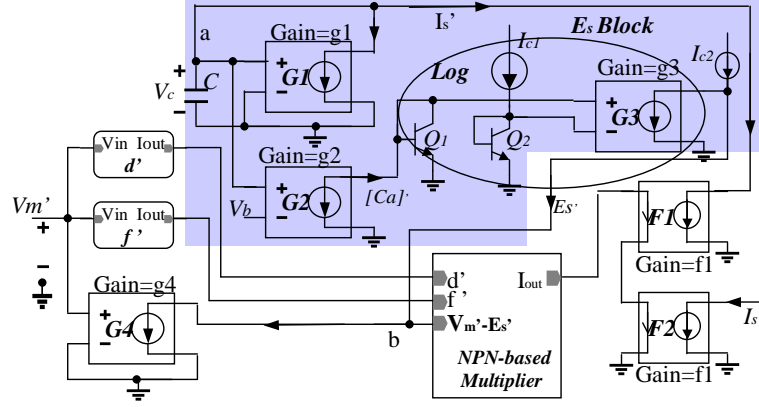 a
Is'
Es Block
Gain=g1
Ic1
Ic2
Log
Gain=g3
+
Vc
C
+
−
G1
+
−
G3
−
Q1
Q2
Gain=g2
Vin Iout
d'
+
−
G2
[Ca]'
Vb
Es'
Vm'
+
Vin Iout
f'
F1
Gain=f1
−
Gain=g4
+
−
G4
d'
Iout
f'
Vm'-Es'
b
NPN-based
Multiplier
F2
Is
Gain=f1